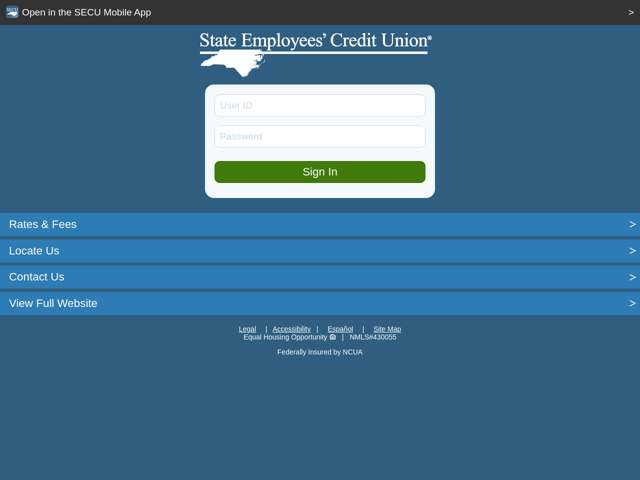 SECU
Open in the SECU Mobile App >
State Employees' Credit Union®
User ID
Password
Sign In
Rates & Fees >
Locate Us >
Contact Us >
View Full Website >
Legal | Accessibility | Español | Site Map
Equal Housing Opportunity | NMLS#430055
Federally Insured by NCUA